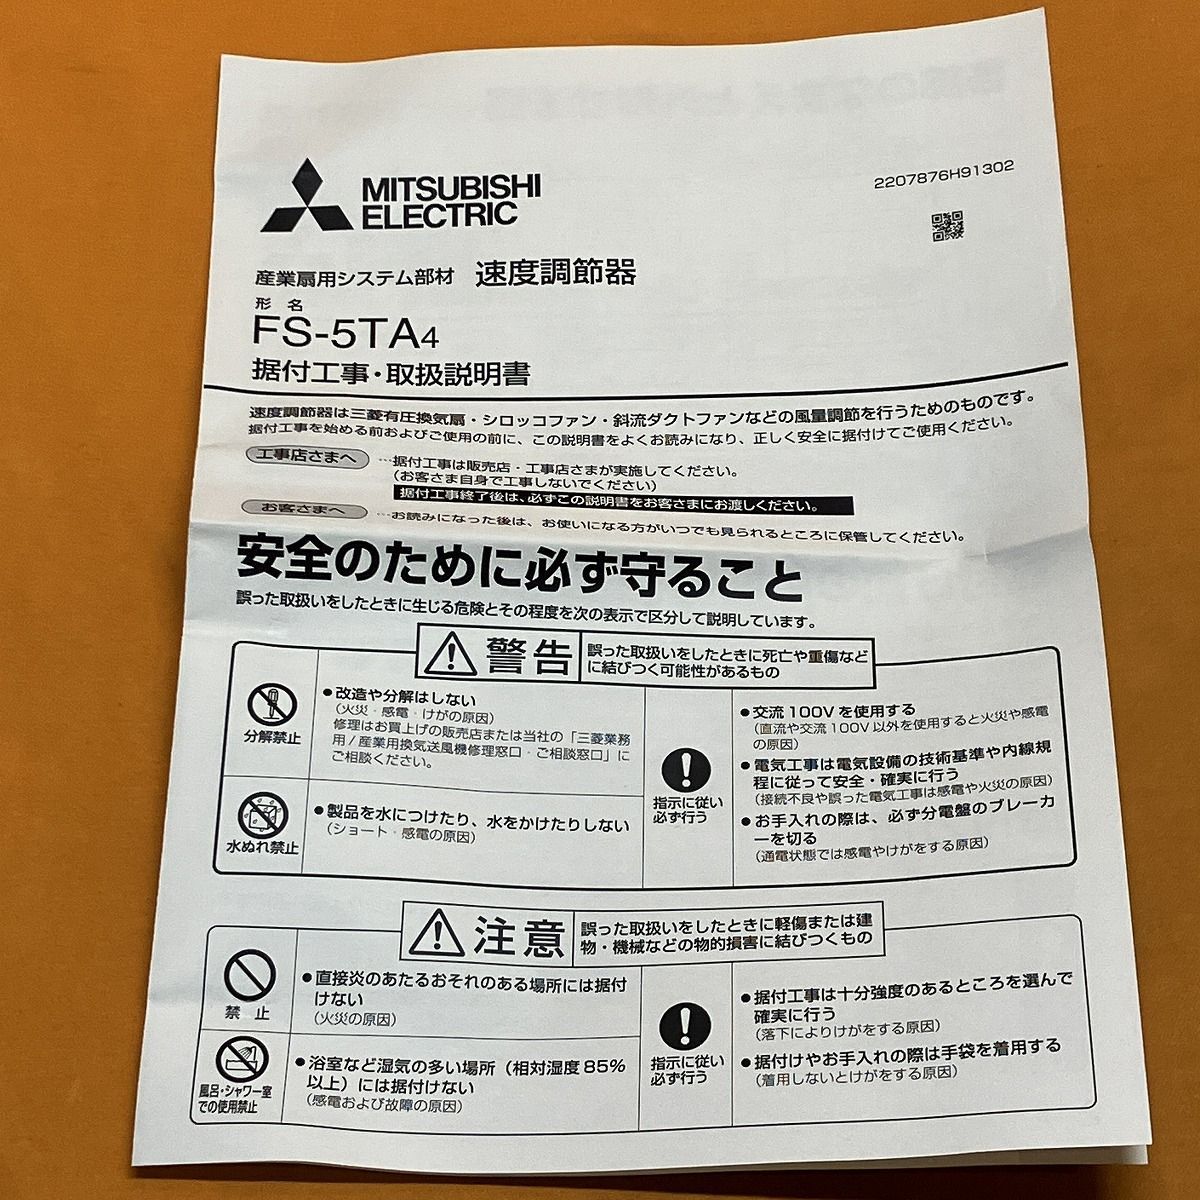 MITSUBISHI
ELECTRIC
2207876H91302
産業扇用システム部材 速度調節器
形名
FS-5TA4
据付工事・取扱説明書
速度調節器は三菱有圧換気扇・シロッコファン・斜流ダクトファンなどの風量調節を行うためのものです。
据付工事を始める前およびご使用の前に、この説明書をよくお読みになり、正しく安全に据付けてご使用ください。
工事店さまへ …据付工事は販売店・工事店さまが実施してください。
(お客さま自身で工事しないでください)
据付工事終了後は、必ずこの説明書をお客さまにお渡しください。
お客さまへ …お読みになった後は、お使いになる方がいつでも見られるところに保管してください。
安全のために必ず守ること
誤った取扱いをしたときに生じる危険とその程度を次の表示で区分して説明しています。
警告
誤った取扱いをしたときに死亡や重傷など
に結びつく可能性があるもの
分解禁止
●改造や分解はしない
(火災・感電・けがの原因)
修理はお買上げの販売店または当社の「三菱業務
用/産業用換気送風機修理窓口・ご相談窓口」に
ご相談ください。
水ぬれ禁止
●製品を水につけたり、水をかけたりしない
(ショート・感電の原因)
指示に従い
必ず行う
●交流100Vを使用する
(直流や交流100V以外を使用すると火災や感電
の原因)
●電気工事は電気設備の技術基準や内線規
程に従って安全・確実に行う
(接続不良や誤った電気工事は感電や火災の原因)
●お手入れの際は、必ず分電盤のブレーカ
ーを切る
(通電状態では感電やけがをする原因)
注意
誤った取扱いをしたときに軽傷または建
物・機械などの物的損害に結びつくもの
禁止
●直接炎のあたるおそれのある場所には据付
けない
(火災の原因)
風呂・シャワー室
での使用禁止
●浴室など湿気の多い場所(相対湿度85%
以上)には据付けない
(感電および故障の原因)
指示に従い
必ず行う
●据付工事は十分強度のあるところを選んで
確実に行う
(落下によりけがをする原因)
●据付けやお手入れの際は手袋を着用する
(着用しないとけがをする原因)